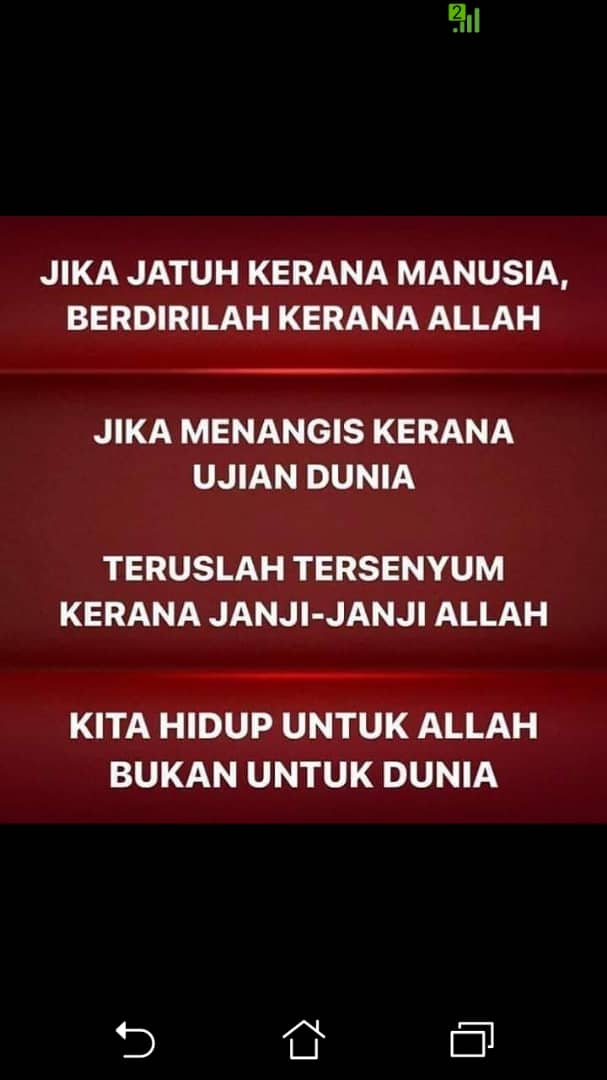 2
JIKA JATUH KERANA MANUSIA,
BERDIRILAH KERANA ALLAH
JIKA MENANGIS KERANA
UJIAN DUNIA
TERUSLAH TERSENYUM
KERANA JANJI-JANJI ALLAH
KITA HIDUP UNTUK ALLAH
BUKAN UNTUK DUNIA